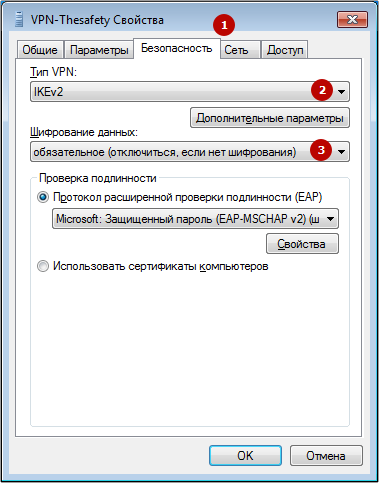 VPN-Thesafety Свойства
1
Общие Параметры Безопасность Сеть Доступ
Тип VPN:
IKEv2
2
Дополнительные параметры
Шифрование данных:
обязательное (отключиться, если нет шифрования)
3
Проверка подлинности
Протокол расширенной проверки подлинности (EAP)
Microsoft: Защищенный пароль (EAP-MSCHAP v2) (ш
Свойства
Использовать сертификаты компьютеров
OK Отмена